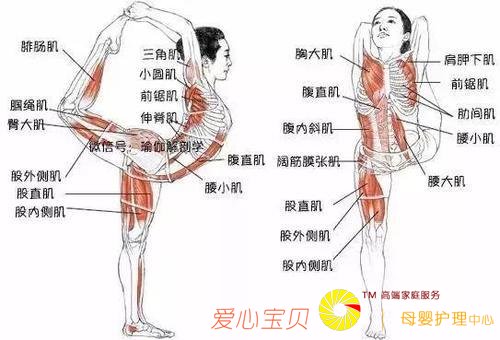 腓肠肌
腘绳肌
臀大肌
股外侧肌
股直肌
股内侧肌
三角肌
小圆肌
前锯肌
伸脊肌
微信号：瑜伽解剖学
腹直肌
腰小肌
胸大肌
腹直肌
腹内斜肌
阔筋膜张肌
股直肌
股外侧肌
股内侧肌
肩胛下肌
前锯肌
肋间肌
腰小肌
腰大肌
爱心宝贝
TM 高端家庭服务
母婴护理中心